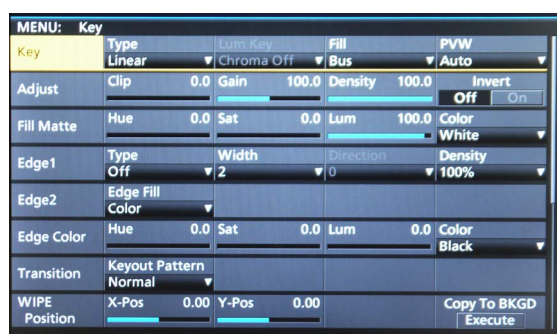 MENU: Key
Key
Type Lum Key Fill PVW
Linear Chroma Off Bus Auto
Adjust
Clip 0.0 Gain 100.0 Density 100.0 Invert
Off On
Fill Matte
Hue 0.0 Sat 0.0 Lum 100.0 Color
White
Edge1
Type Width Direction Density
Off 2 0 100%
Edge2
Edge Fill
Color
Edge Color
Hue 0.0 Sat 0.0 Lum 0.0 Color
Black
Transition
Keyout Pattern
Normal
WIPE
Position
X-Pos 0.00 Y-Pos 0.00 Copy To BKGD
Execute